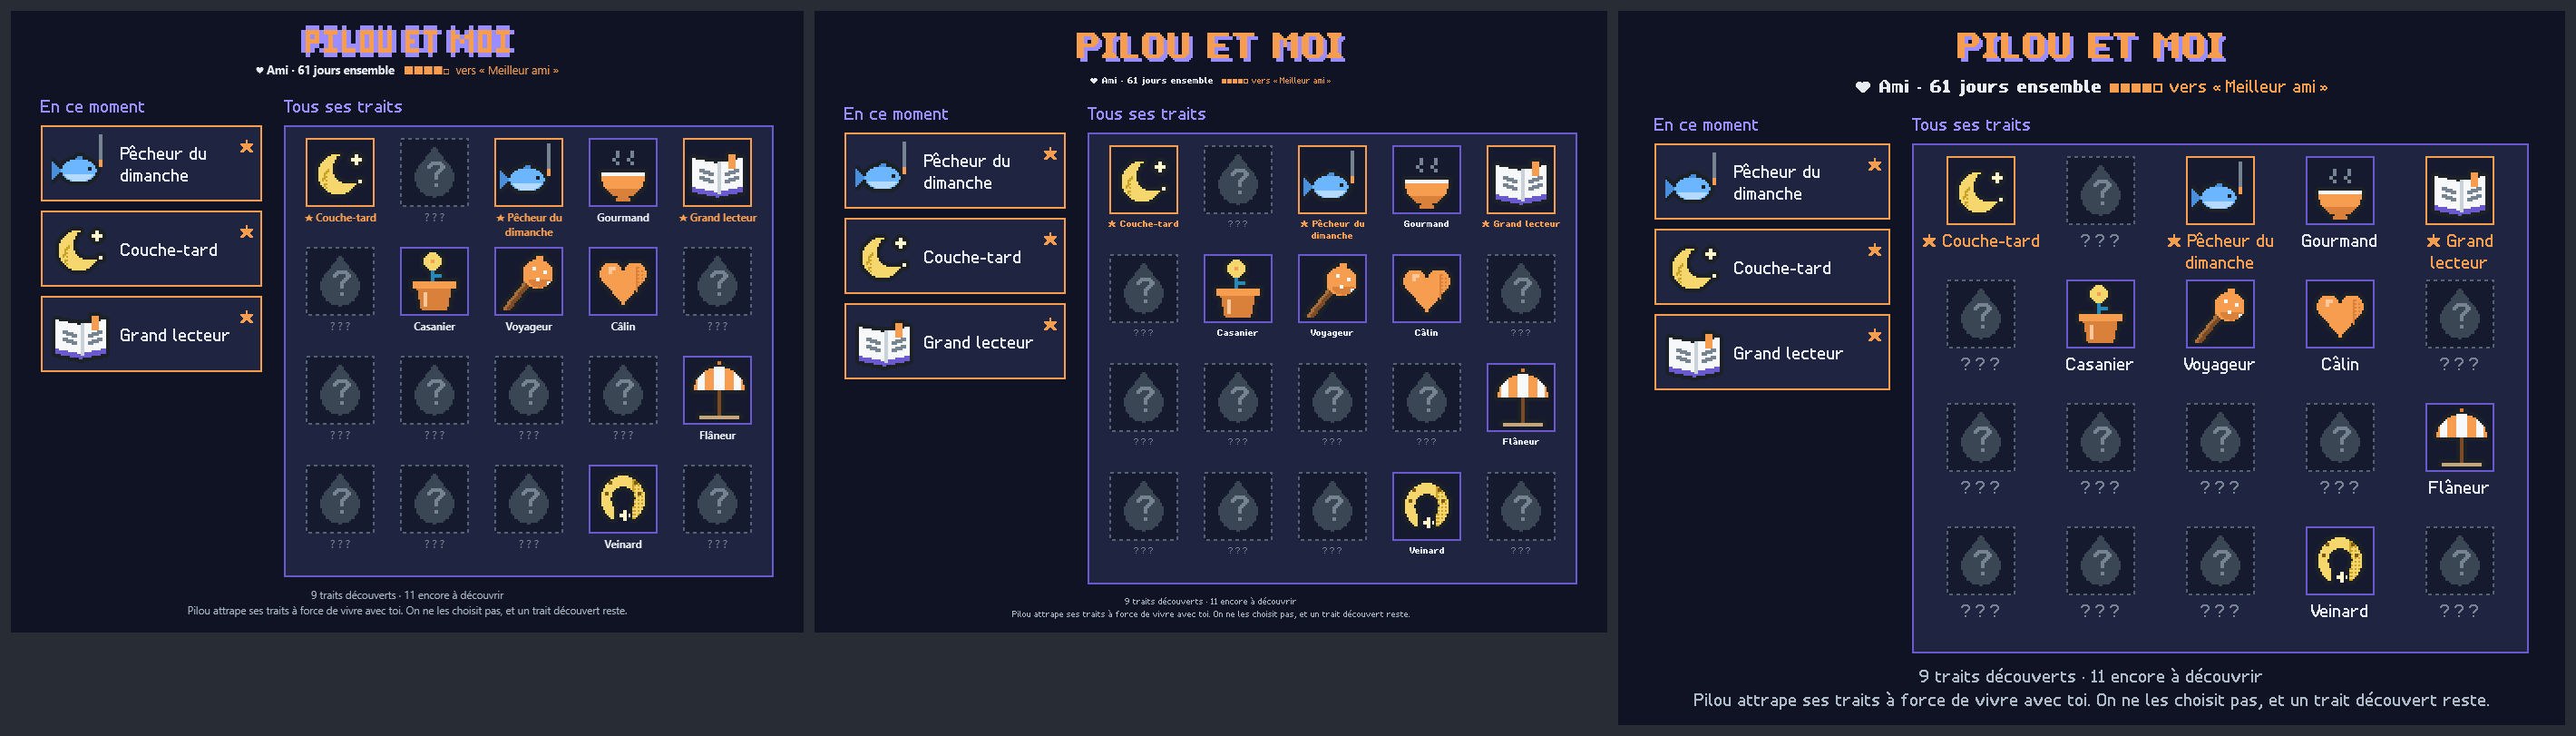 PILOU ET MOI
♥ Ami · 61 jours ensemble ■■■■□ vers « Meilleur ami »
En ce moment
Pêcheur du
dimanche
★
Couche-tard
★
Grand lecteur
★
Tous ses traits
★ Couche-tard
???
★ Pêcheur du
dimanche
Gourmand
★ Grand lecteur
???
Casanier
Voyageur
Câlin
???
???
???
???
???
Flâneur
???
???
???
Veinard
???
9 traits découverts · 11 encore à découvrir
Pilou attrape ses traits à force de vivre avec toi. On ne les choisit pas, et un trait découvert reste.
PILOU ET MOI
♥ Ami · 61 jours ensemble ■■■■□ vers « Meilleur ami »
En ce moment
Pêcheur du
dimanche
★
Couche-tard
★
Grand lecteur
★
Tous ses traits
★ Couche-tard
???
★ Pêcheur du
dimanche
Gourmand
★ Grand lecteur
???
Casanier
Voyageur
Câlin
???
???
???
???
???
Flâneur
???
???
???
Veinard
???
9 traits découverts · 11 encore à découvrir
Pilou attrape ses traits à force de vivre avec toi. On ne les choisit pas, et un trait découvert reste.
PILOU ET MOI
♥ Ami · 61 jours ensemble ■■■■□ vers « Meilleur ami »
En ce moment
Pêcheur du
dimanche
★
Couche-tard
★
Grand lecteur
★
Tous ses traits
★ Couche-tard
???
★ Pêcheur du
dimanche
Gourmand
★ Grand
lecteur
???
Casanier
Voyageur
Câlin
???
???
???
???
???
Flâneur
???
???
???
Veinard
???
9 traits découverts · 11 encore à découvrir
Pilou attrape ses traits à force de vivre avec toi. On ne les choisit pas, et un trait découvert reste.